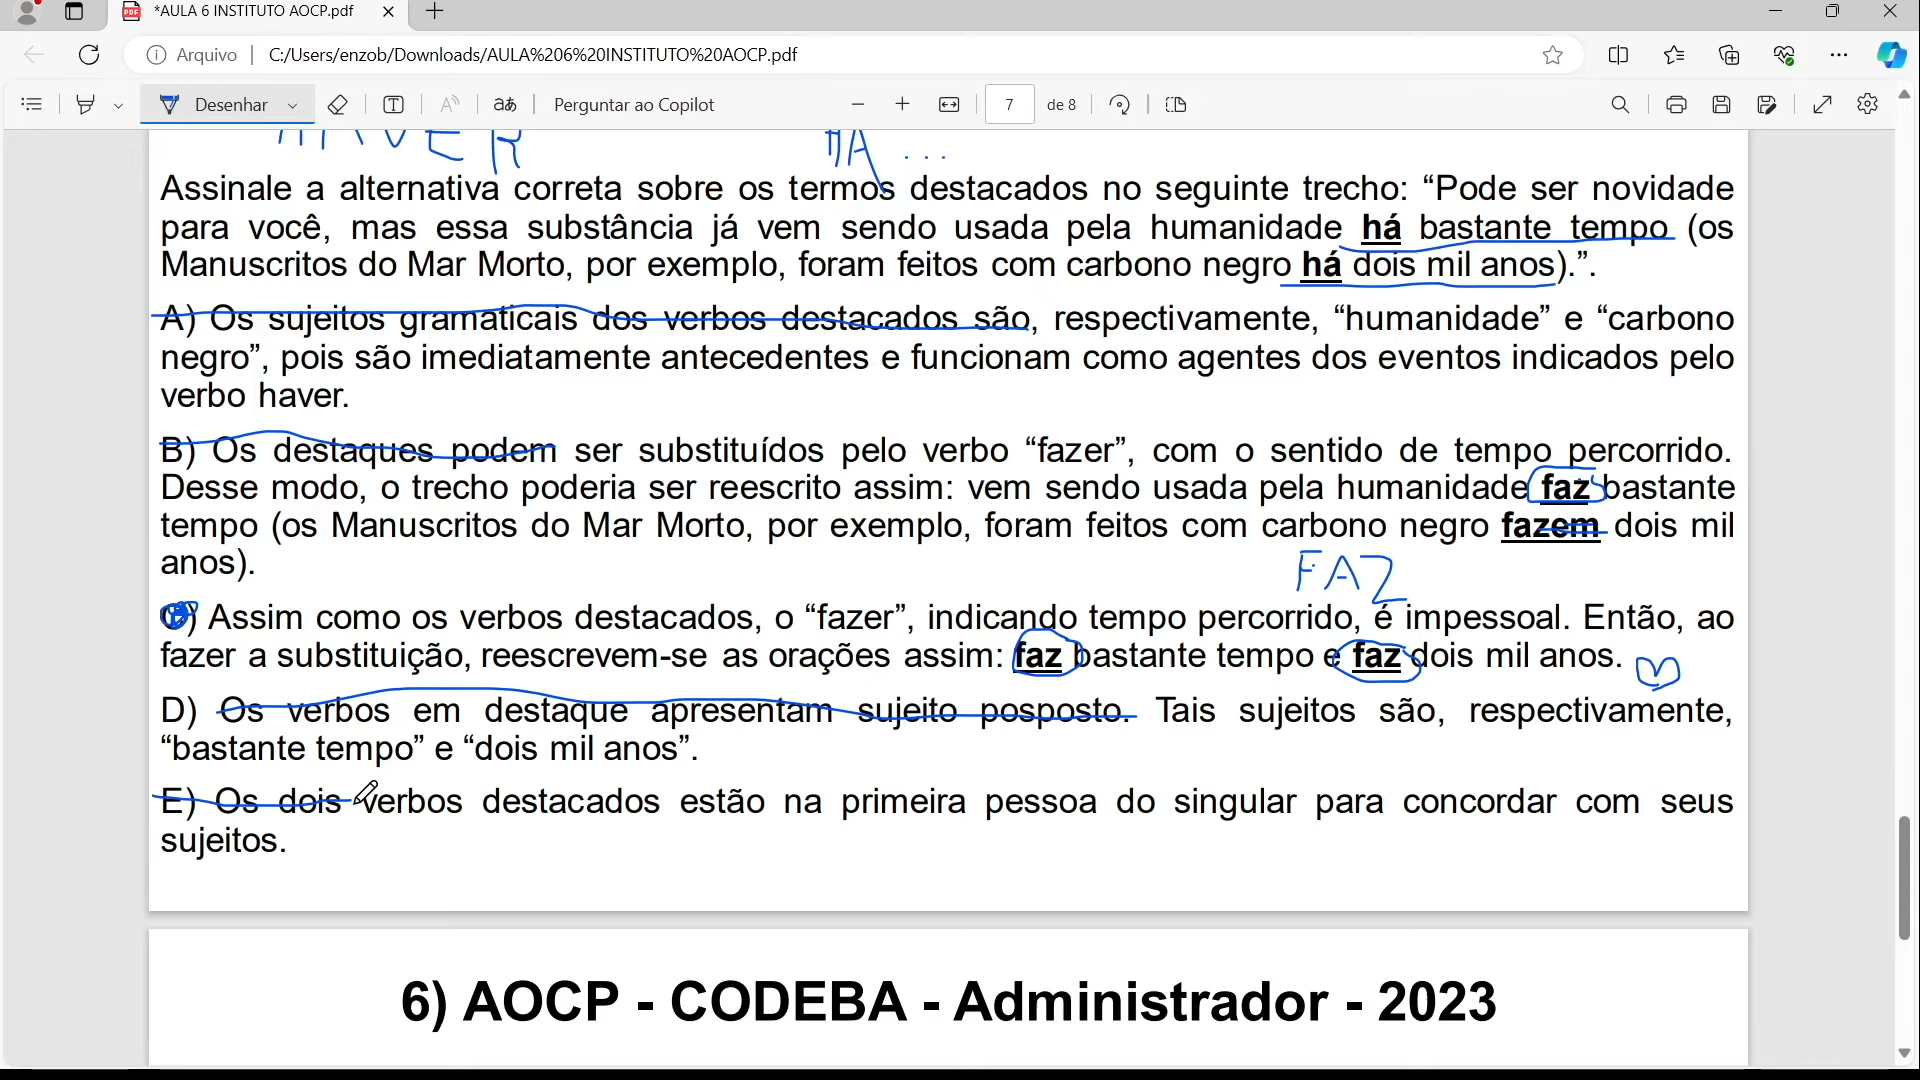 *AULA 6 INSTITUTO AOCP.pdf
Arquivo | C:/Users/enzob/Downloads/AULA%206%20INSTITUTO%20AOCP.pdf
Desenhar aあ Perguntar ao Copilot 7 de 8
HAVER HÁ ...
Assinale a alternativa correta sobre os termos destacados no seguinte trecho: “Pode ser novidade
para você, mas essa substância já vem sendo usada pela humanidade há bastante tempo (os
Manuscritos do Mar Morto, por exemplo, foram feitos com carbono negro há dois mil anos).”.
A) Os sujeitos gramaticais dos verbos destacados são, respectivamente, “humanidade” e “carbono
negro”, pois são imediatamente antecedentes e funcionam como agentes dos eventos indicados pelo
verbo haver.
B) Os destaques podem ser substituídos pelo verbo “fazer”, com o sentido de tempo percorrido.
Desse modo, o trecho poderia ser reescrito assim: vem sendo usada pela humanidade faz bastante
tempo (os Manuscritos do Mar Morto, por exemplo, foram feitos com carbono negro fazem dois mil
anos).
FAZ
C) Assim como os verbos destacados, o “fazer”, indicando tempo percorrido, é impessoal. Então, ao
fazer a substituição, reescrevem-se as orações assim: faz bastante tempo e faz dois mil anos.
D) Os verbos em destaque apresentam sujeito posposto. Tais sujeitos são, respectivamente,
“bastante tempo” e “dois mil anos”.
E) Os dois verbos destacados estão na primeira pessoa do singular para concordar com seus
sujeitos.
6) AOCP - CODEBA - Administrador - 2023